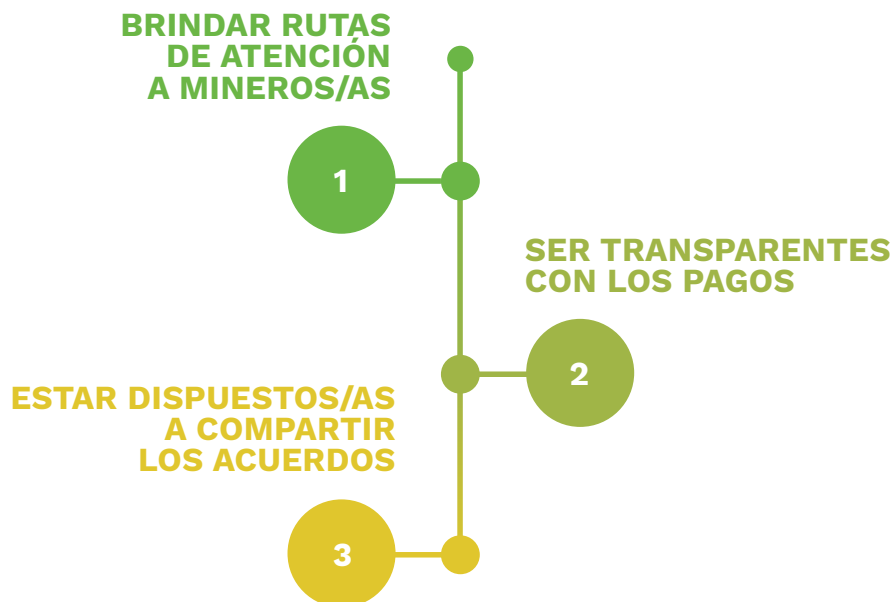 BRINDAR RUTAS
DE ATENCIÓN
A MINEROS/AS
1
SER TRANSPARENTES
CON LOS PAGOS
2
ESTAR DISPUESTOS/AS
A COMPARTIR
LOS ACUERDOS
3